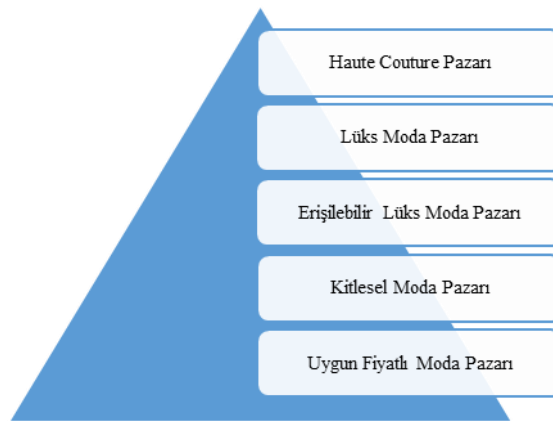 Haute Couture Pazarı
Lüks Moda Pazarı
Erişilebilir Lüks Moda Pazarı
Kitlesel Moda Pazarı
Uygun Fiyatlı Moda Pazarı